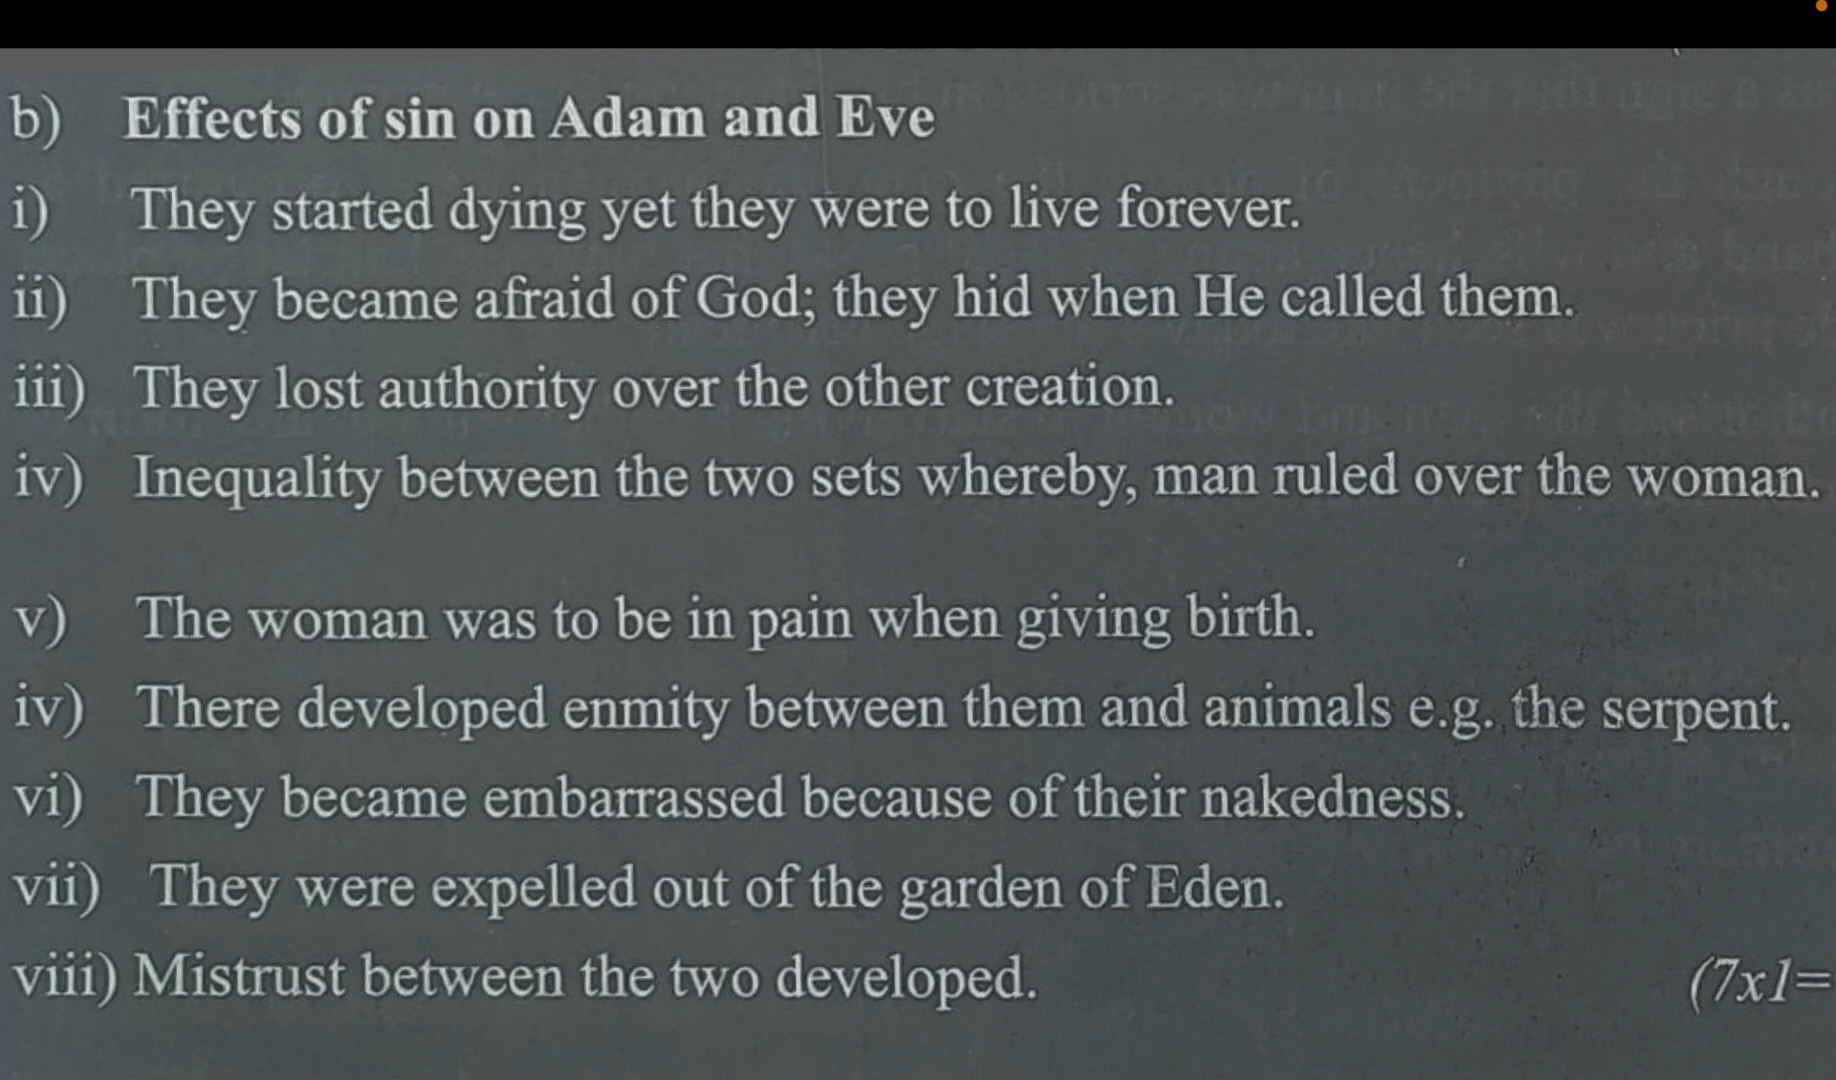 b) Effects of sin on Adam and Eve
i) They started dying yet they were to live forever.
ii) They became afraid of God; they hid when He called them.
iii) They lost authority over the other creation.
iv) Inequality between the two sets whereby, man ruled over the woman.
v) The woman was to be in pain when giving birth.
iv) There developed enmity between them and animals e.g. the serpent.
vi) They became embarrassed because of their nakedness.
vii) They were expelled out of the garden of Eden.
viii) Mistrust between the two developed. (7x1=